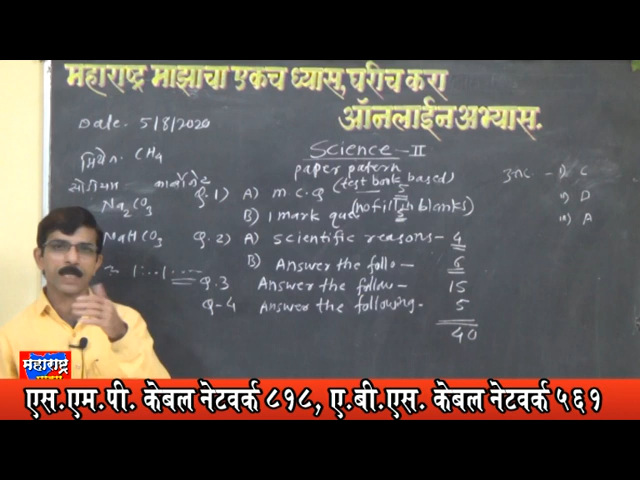 महाराष्ट्र माझाचा एकच ध्यास, घरीच करा
ऑनलाईन अभ्यास.
Date. 5/8/2020
Science-II
मिथेन. CH4
paper patern
(test book based)
सोडियम कार्बोनेट
Q.1) A) M.C.Q 5
Na2CO3
B) 1 mark que (no fill in blanks) 5
NaHCO3
Q.2) A) scientific reasons- 4
B) Answer the follo- 6
Q.3 Answer the follow- 15
Q-4 Answer the following- 5
40
उत्तर - i) C
ii) D
iii) A
महाराष्ट्र
माझा
एस.एम.पी. केबल नेटवर्क ८१८, ए.बी.एस. केबल नेटवर्क ५६१